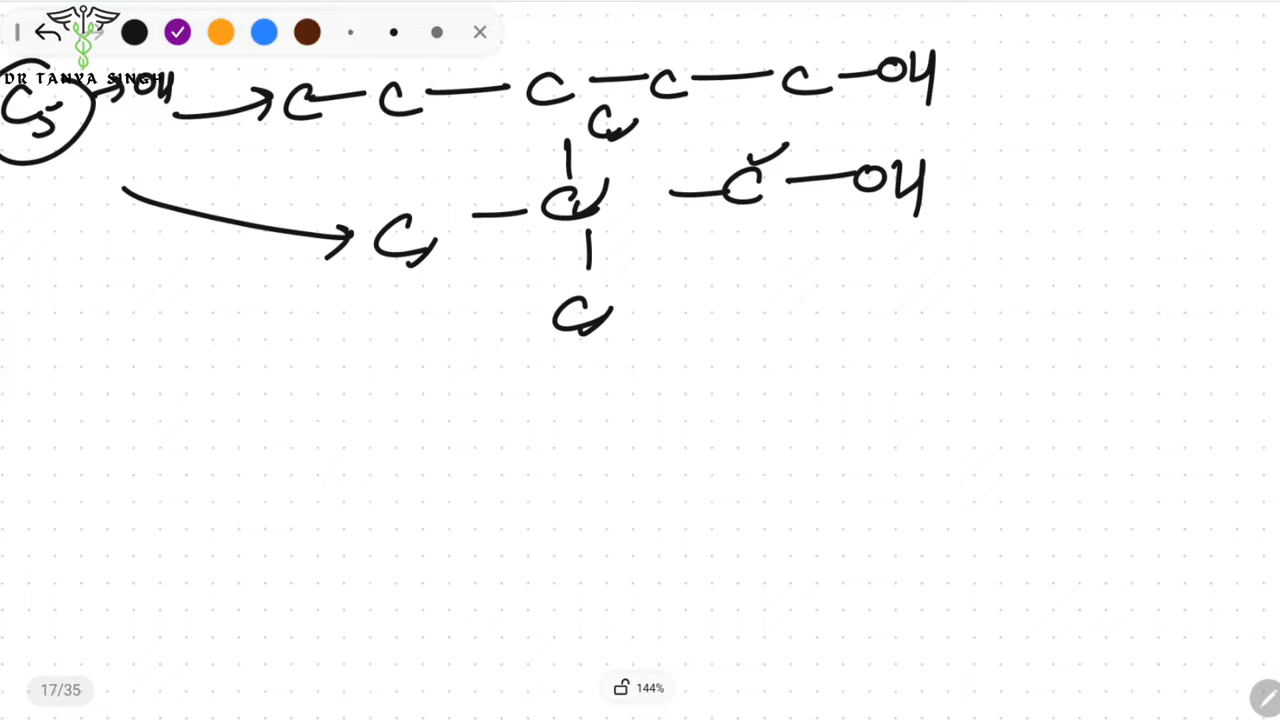 DR TANYA SINGH
C5 → OH → C — C — C — C — C — OH
C
→ C — C — C — OH
C
17/35
144%